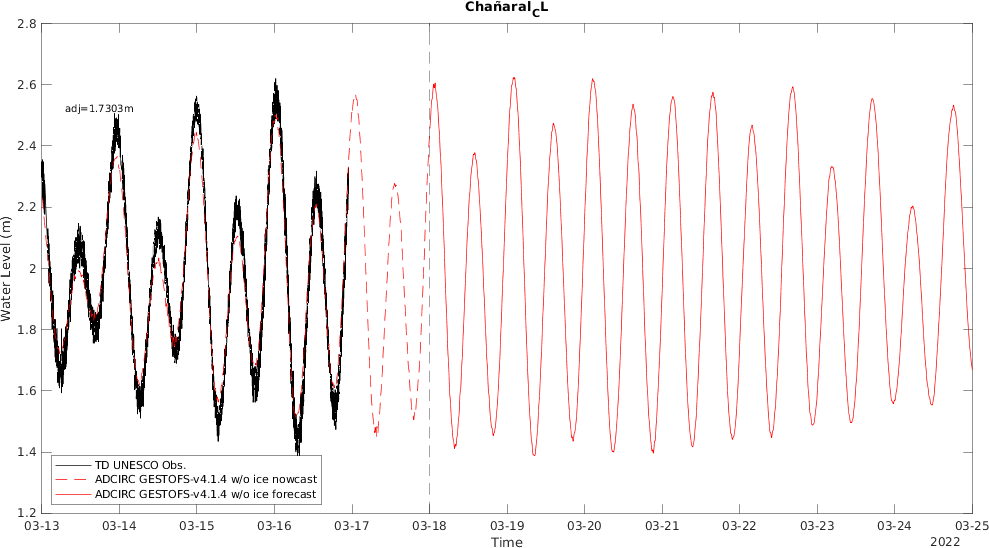 Chañaral_CL
2.8
2.6
2.4
2.2
2
1.8
1.6
1.4
1.2
Water Level (m)
adj=1.7303m
TD UNESCO Obs.
ADCIRC GESTOFS-v4.1.4 w/o ice nowcast
ADCIRC GESTOFS-v4.1.4 w/o ice forecast
03-13 03-14 03-15 03-16 03-17 03-18 03-19 03-20 03-21 03-22 03-23 03-24 03-25
Time
2022